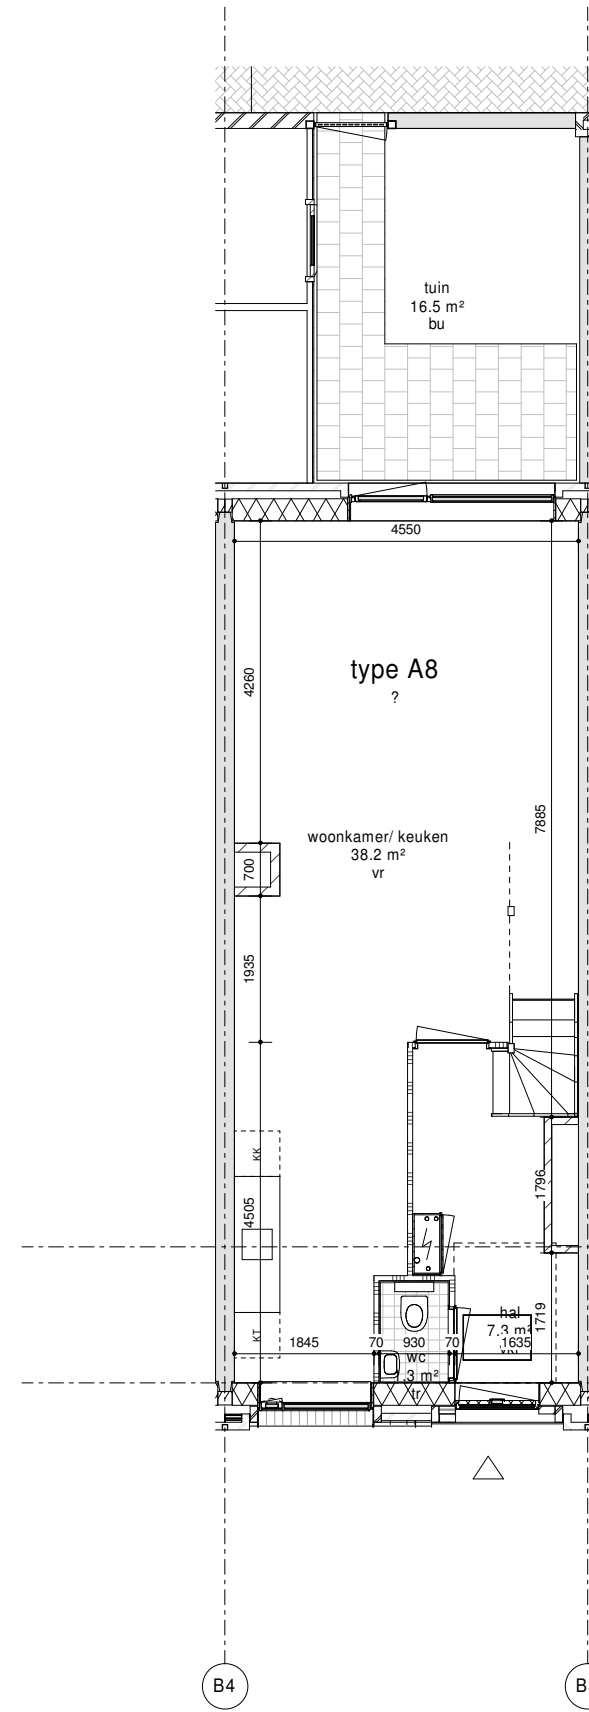 tuin
16.5 m²
bu
4550
4260
type A8
?
7885
woonkamer/ keuken
38.2 m²
vr
700
1935
KK
1796
4505
hal
7.3 m²
1719
KT
1845
70
930
70
1635
wc
.3 m²
tr
B4
B